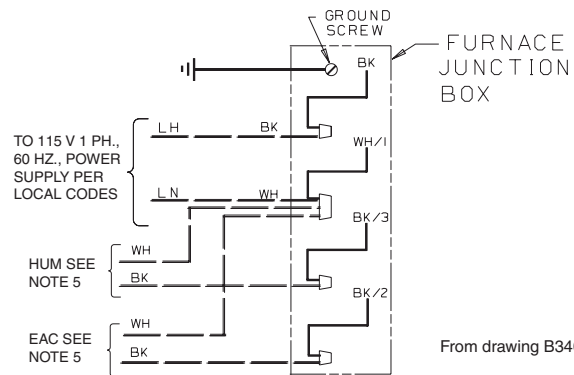 GROUND
SCREW
FURNACE
JUNCTION
BOX
BK
LH
BK
TO 115 V 1 PH.,
60 HZ., POWER
SUPPLY PER
LOCAL CODES
WH/1
LN
WH
BK/3
WH
HUM SEE
NOTE 5
BK
BK/2
WH
EAC SEE
NOTE 5
BK
From drawing B340